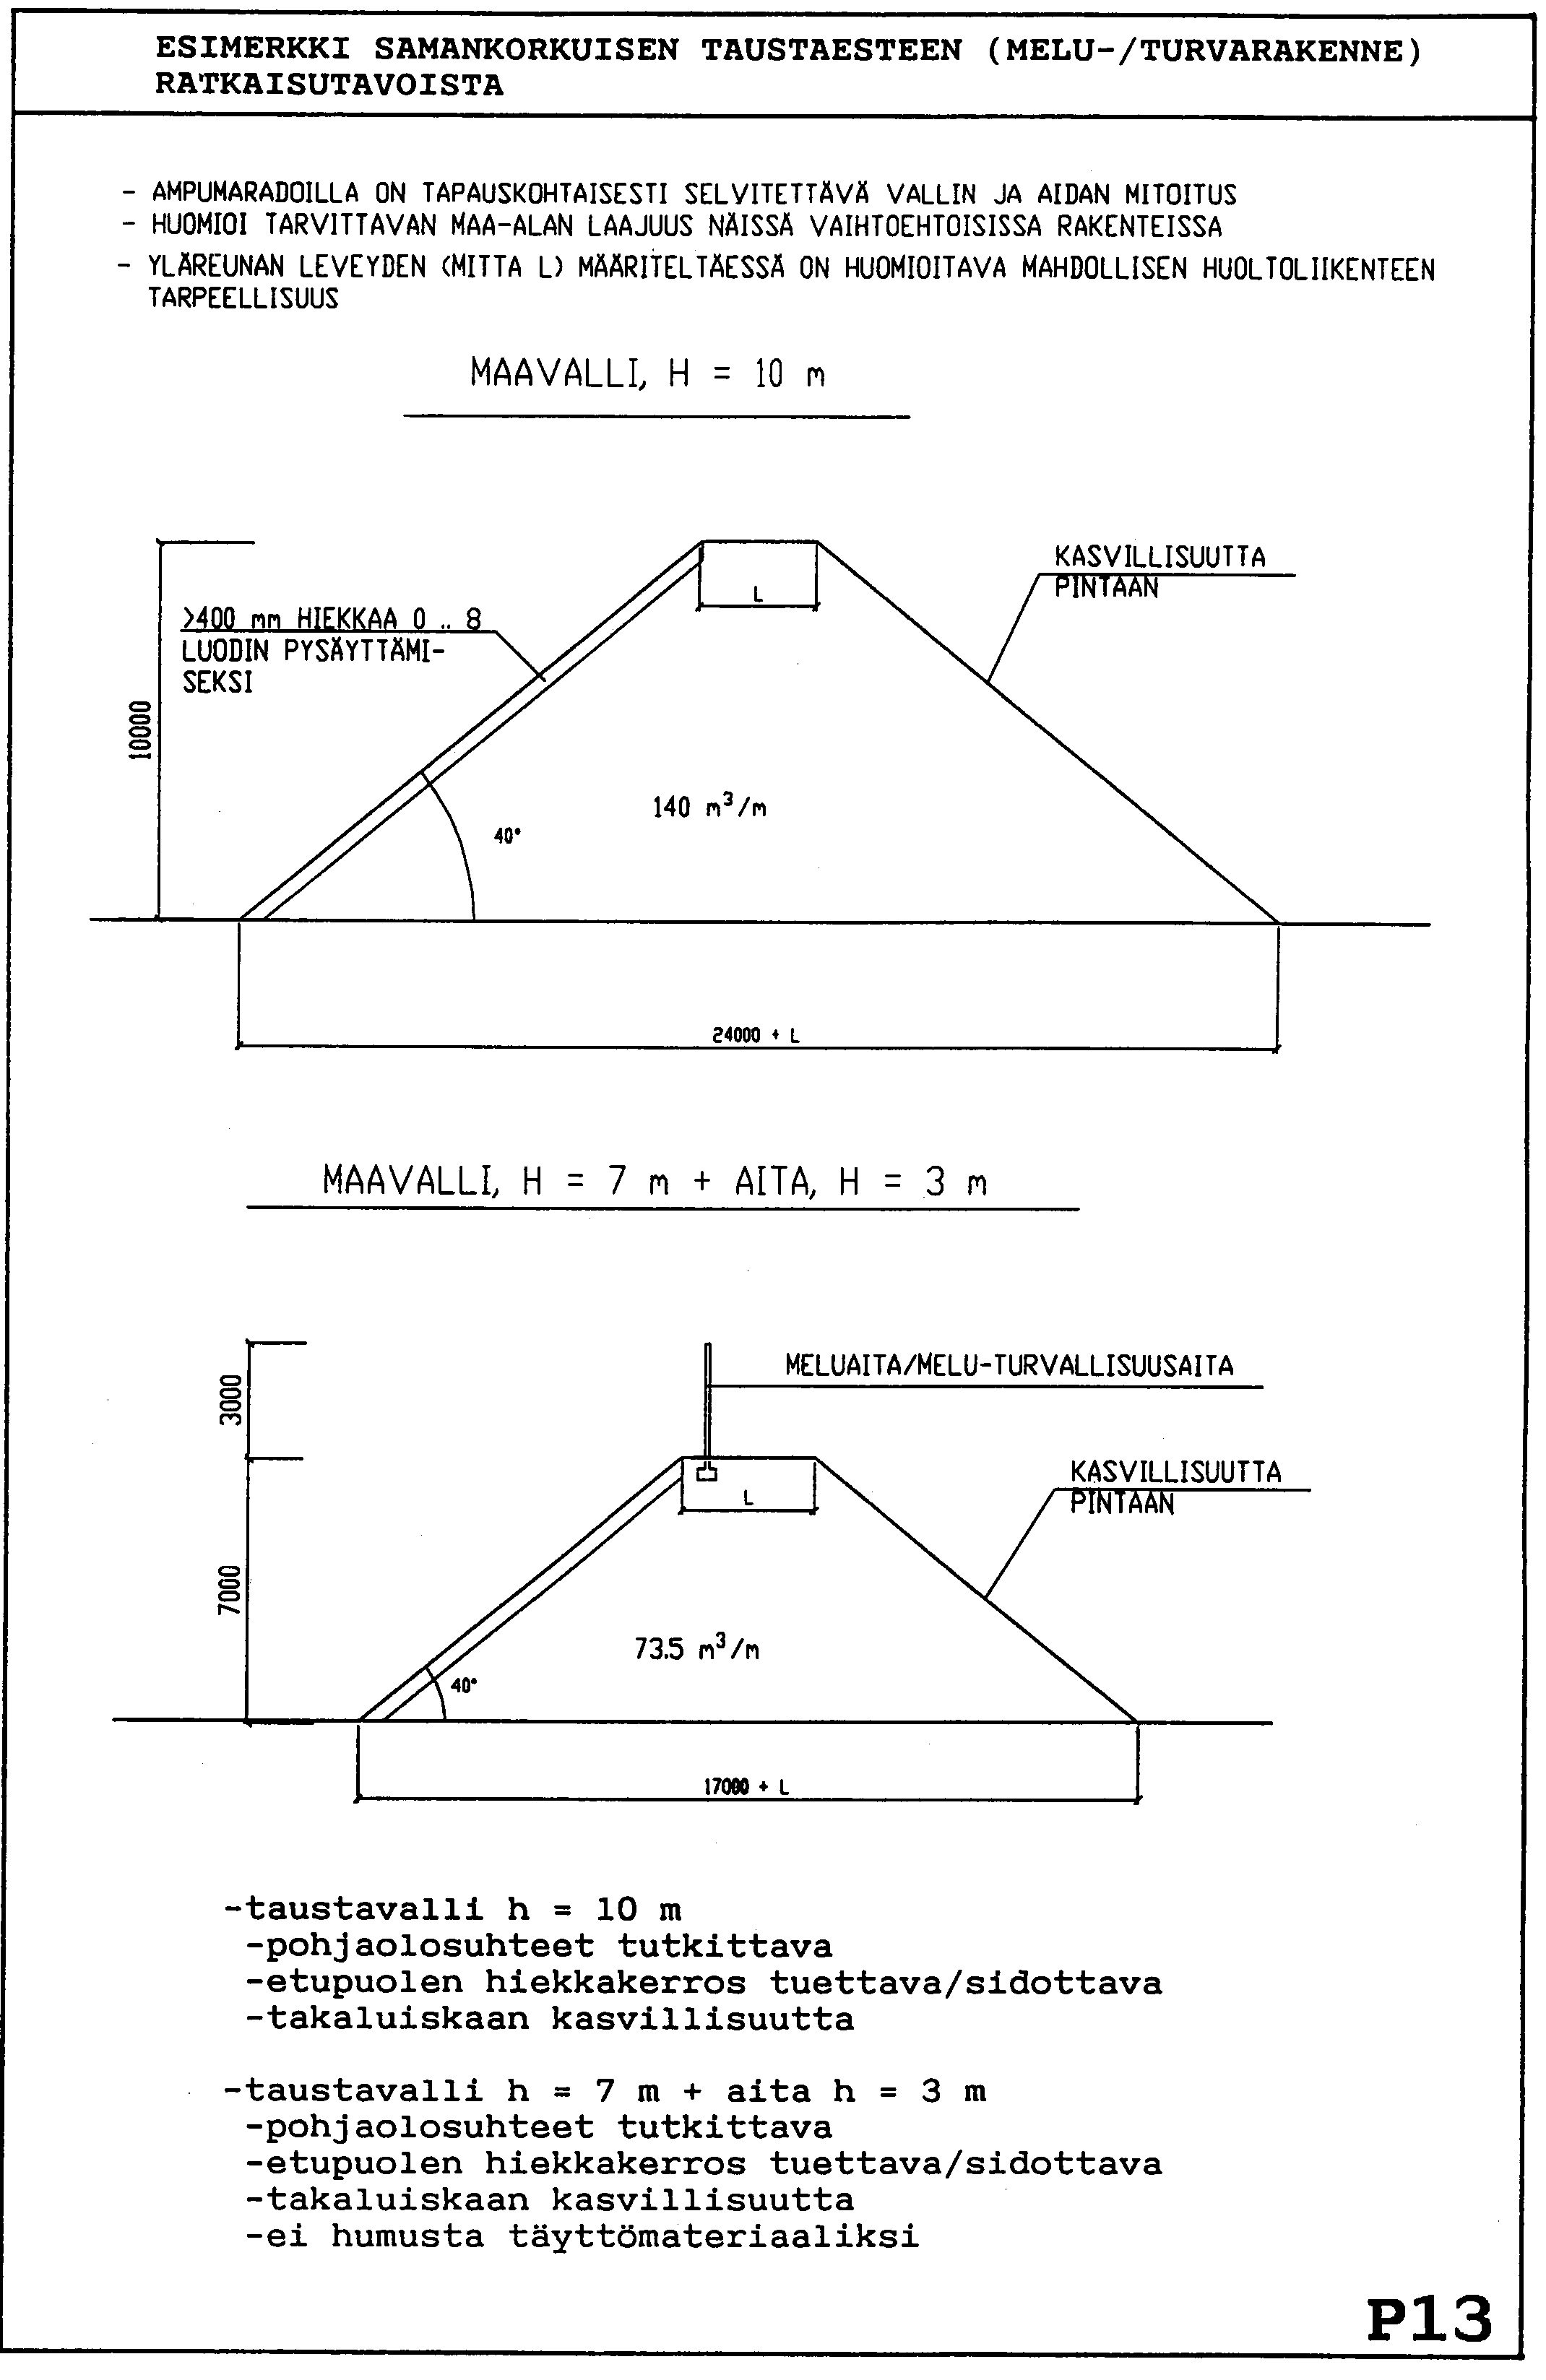 ESIMERKKI SAMANKORKUISEN TAUSTAESTEEN (MELU-/TURVARAKENNE)
RATKAISUTAVOISTA
- AMPUMARADOILLA ON TAPAUSKOHTAISESTI SELVITETTÄVÄ VALLIN JA AIDAN MITOITUS
- HUOMIOI TARVITTAVAN MAA-ALAN LAAJUUS NÄISSÄ VAIHTOEHTOISISSA RAKENTEISSA
- YLÄREUNAN LEVEYDEN (MITTA L) MÄÄRITELTÄESSÄ ON HUOMIOITAVA MAHDOLLISEN HUOLTOLIIKENTEEN
TARPEELLISUUS
MAAVALLI, H = 10 m
KASVILLISUUTTA
PINTAAN
L
>400 mm HIEKKAA 0 .. 8
LUODIN PYSÄYTTÄMI-
SEKSI
10000
140 m³/m
40°
24000 + L
MAAVALLI, H = 7 m + AITA, H = 3 m
3000
MELUAITA/MELU-TURVALLISUUSAITA
KASVILLISUUTTA
PINTAAN
L
7000
73.5 m³/m
40°
17000 + L
-taustavalli h = 10 m
-pohjaolosuhteet tutkittava
-etupuolen hiekkakerros tuettava/sidottava
-takaluiskaan kasvillisuutta
-taustavalli h = 7 m + aita h = 3 m
-pohjaolosuhteet tutkittava
-etupuolen hiekkakerros tuettava/sidottava
-takaluiskaan kasvillisuutta
-ei humusta täyttömateriaaliksi
P13